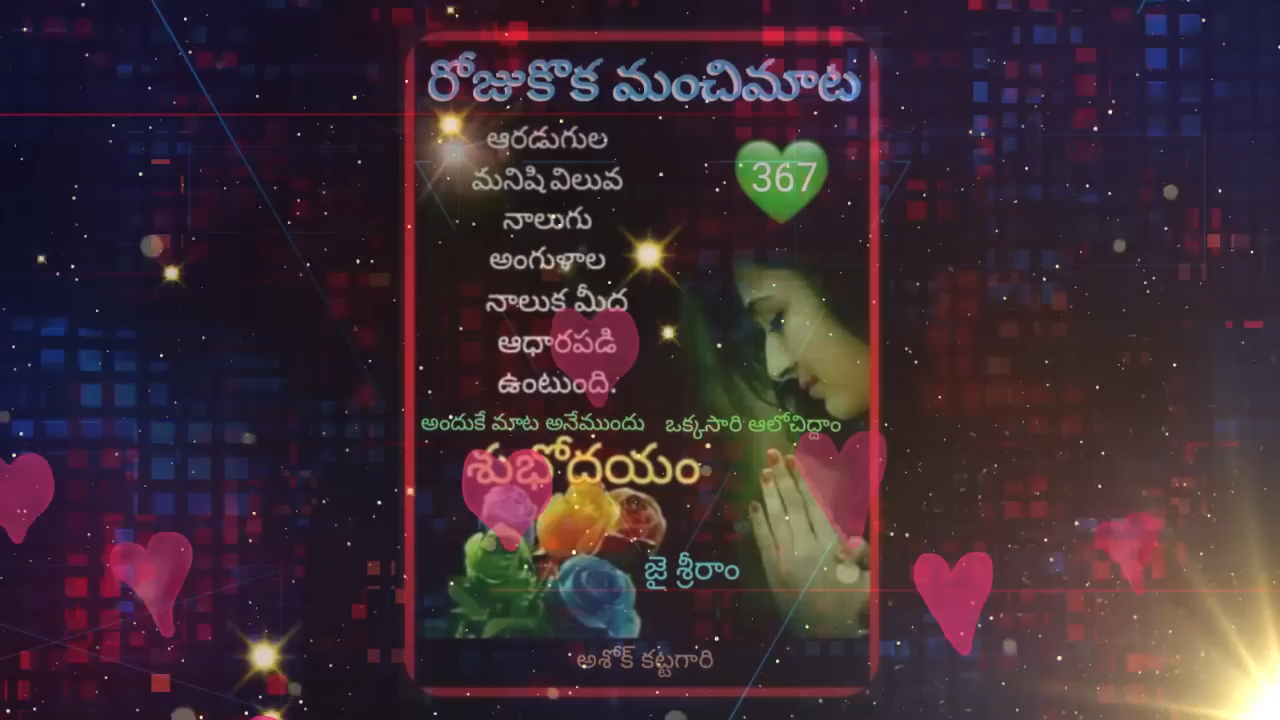 రోజుకొక మంచిమాట
ఆరడుగుల
367
మనిషి విలువ
నాలుగు
అంగుళాల
నాలుక మీద
ఆధారపడి
ఉంటుంది.
అందుకే మాట అనేముందు ఒక్కసారి ఆలోచిద్దాం
శుభోదయం
జై శ్రీరాం
అశోక్ కట్టగారి